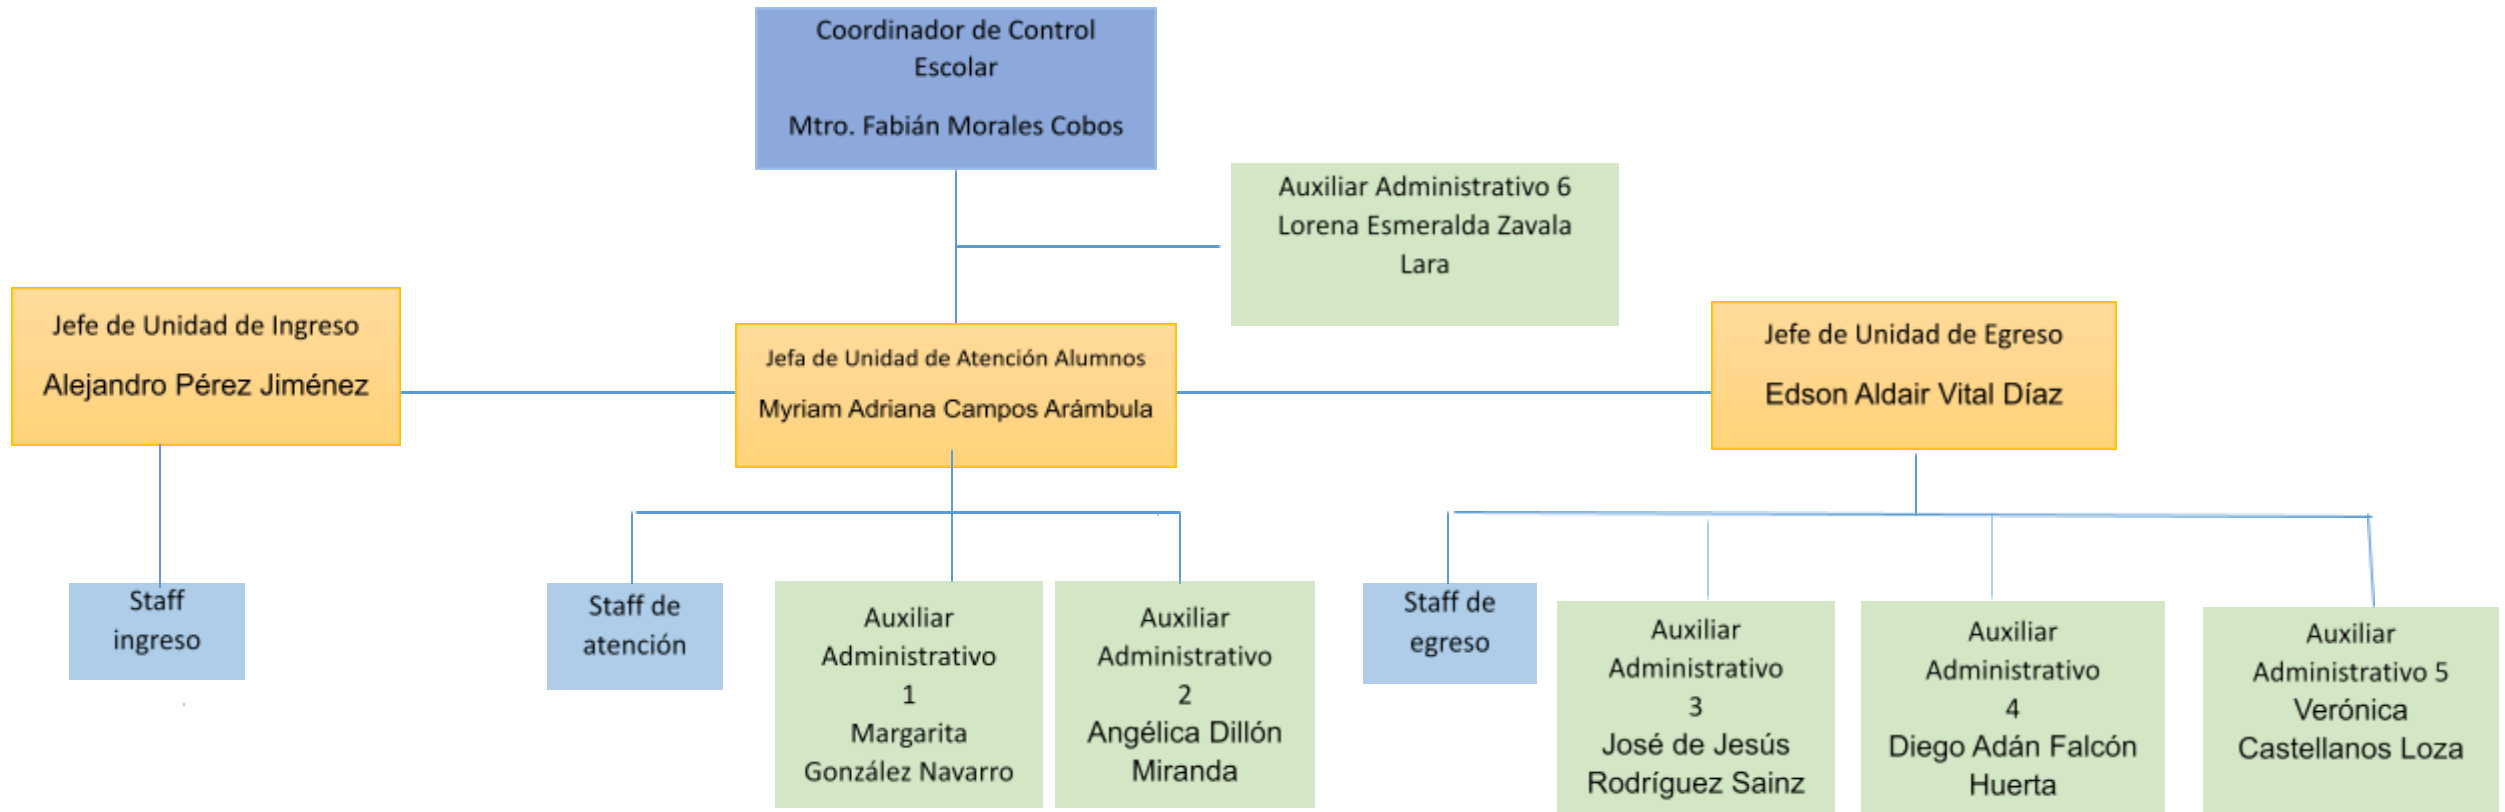 Coordinador de Control
Escolar
Mtro. Fabián Morales Cobos
Auxiliar Administrativo 6
Lorena Esmeralda Zavala
Lara
Jefe de Unidad de Ingreso
Alejandro Pérez Jiménez
Jefa de Unidad de Atención Alumnos
Myriam Adriana Campos Arámbula
Jefe de Unidad de Egreso
Edson Aldair Vital Díaz
Staff
ingreso
Staff de
atención
Auxiliar
Administrativo
1
Margarita
González Navarro
Auxiliar
Administrativo
2
Angélica Dillón
Miranda
Staff de
egreso
Auxiliar
Administrativo
3
José de Jesús
Rodríguez Sainz
Auxiliar
Administrativo
4
Diego Adán Falcón
Huerta
Auxiliar
Administrativo 5
Verónica
Castellanos Loza